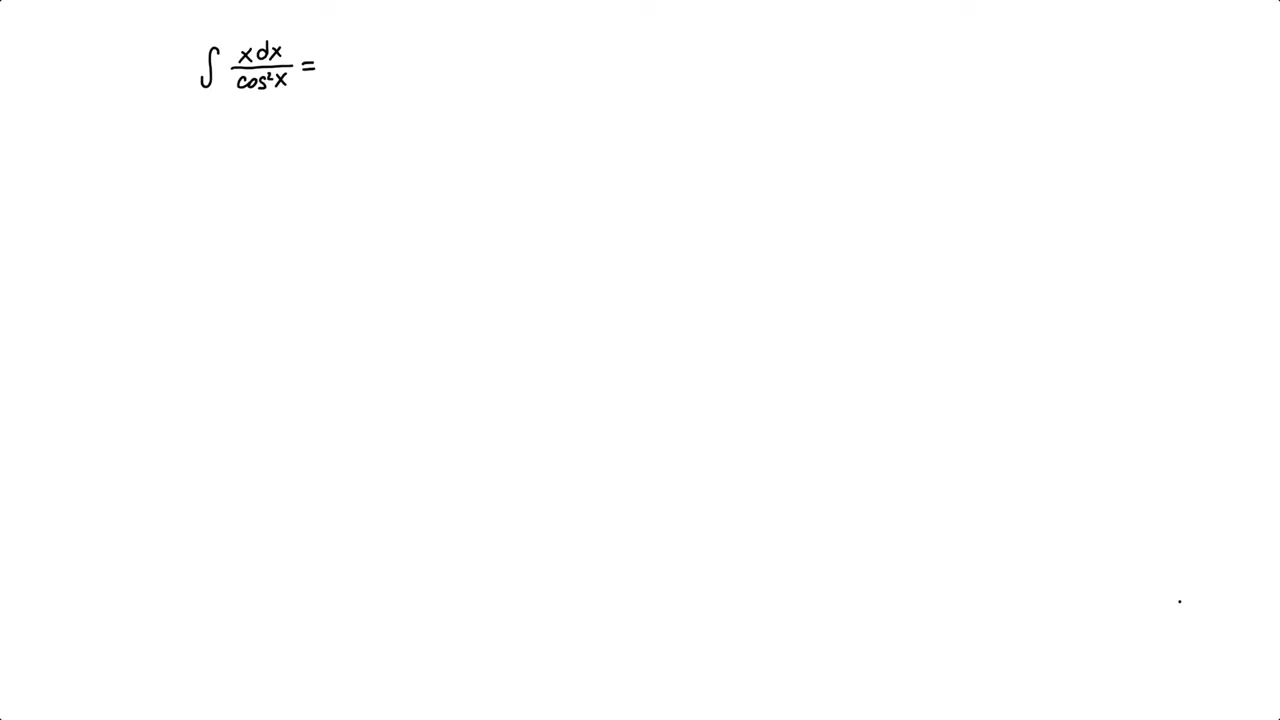 ∫ x dx / cos²x =